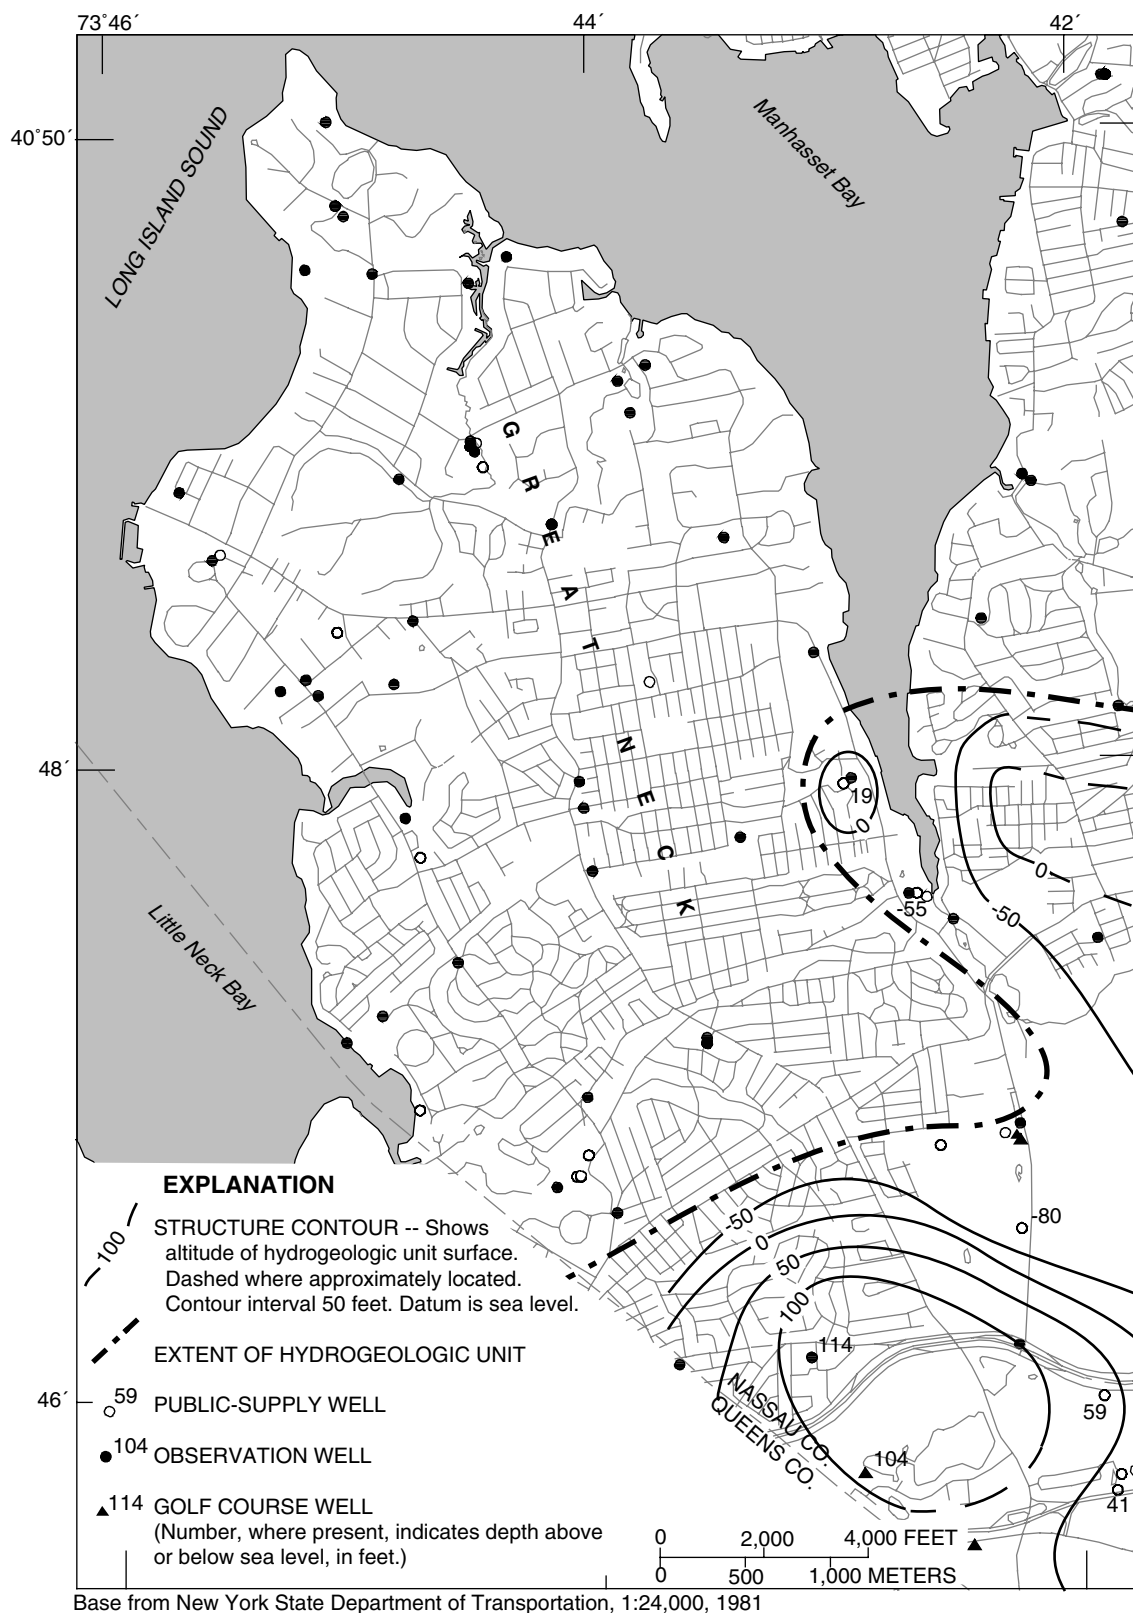 73°46′ 44′ 42′
40°50′
LONG ISLAND SOUND
Manhasset Bay
GREAT NECK
48′
19
0
0
-55
-50
Little Neck Bay
-80
-50
0
50
100
114
NASSAU CO.
QUEENS CO.
104
59
41
46′
EXPLANATION
100
STRUCTURE CONTOUR -- Shows
altitude of hydrogeologic unit surface.
Dashed where approximately located.
Contour interval 50 feet. Datum is sea level.
EXTENT OF HYDROGEOLOGIC UNIT
59 PUBLIC-SUPPLY WELL
104 OBSERVATION WELL
114 GOLF COURSE WELL
(Number, where present, indicates depth above
or below sea level, in feet.)
0 2,000 4,000 FEET
0 500 1,000 METERS
Base from New York State Department of Transportation, 1:24,000, 1981